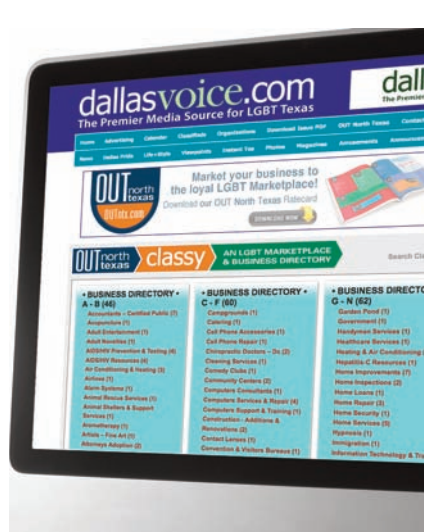 dallasvoice.com
The Premier Media Source for LGBT Texas
dall
The Premie
Home Advertising Calendar Classifieds Organizations Download Issue PDF OUT North Texas Contact
News Dallas Pride Life+Style Viewpoints Instant Tea Photos Magazines Announcements
OUT north texas
OUTntx.com
Market your business to
the loyal LGBT Marketplace!
Download our OUT North Texas Ratecard
DOWNLOAD NOW
OUT north texas classy AN LGBT MARKETPLACE
& BUSINESS DIRECTORY
Search Cla
• BUSINESS DIRECTORY •
A - B (46)
Accountants – Certified Public (7)
Acupuncture (1)
Adult Entertainment (1)
Adult Novelties (1)
AIDS/HIV Prevention & Testing (4)
AIDS/HIV Resources (4)
Air Conditioning & Heating (3)
Airlines (1)
Alarm Systems (1)
Animal Rescue Services (1)
Animal Shelters & Support
Services (1)
Aromatherapy (1)
Artists – Fine Art (1)
Attorneys Adoption (2)
• BUSINESS DIRECTORY •
C - F (60)
Campgrounds (1)
Catering (1)
Cell Phone Accessories (1)
Cell Phone Repair (1)
Chiropractic Doctors – Dc (2)
Cleaning Services (1)
Comedy Clubs (1)
Community Centers (2)
Computers Consultants (1)
Computers Services & Repair (4)
Computers Support & Training (1)
Construction - Additions &
Renovations (2)
Contact Lenses (1)
Convention & Visitors Bureaus (1)
• BUSINESS DIRECTO
G - N (62)
Garden Pond (1)
Government (1)
Handyman Services (1)
Healthcare Services (1)
Heating & Air Conditioning (
Hepatitis-C Resources (1)
Home Improvements (7)
Home Inspections (2)
Home Loans (1)
Home Repair (3)
Home Security (1)
Home Services (3)
Hypnosis (1)
Immigration (1)
Information Technology & Tra